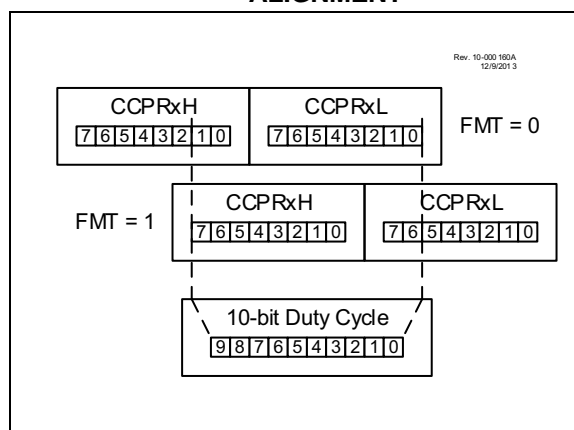 ALIGNMENT
Rev. 10-000 160A
12/9/201 3
CCPRxH CCPRxL
7 6 5 4 3 2 1 0 7 6 5 4 3 2 1 0 FMT = 0
CCPRxH CCPRxL
FMT = 1 7 6 5 4 3 2 1 0 7 6 5 4 3 2 1 0
10-bit Duty Cycle
9 8 7 6 5 4 3 2 1 0